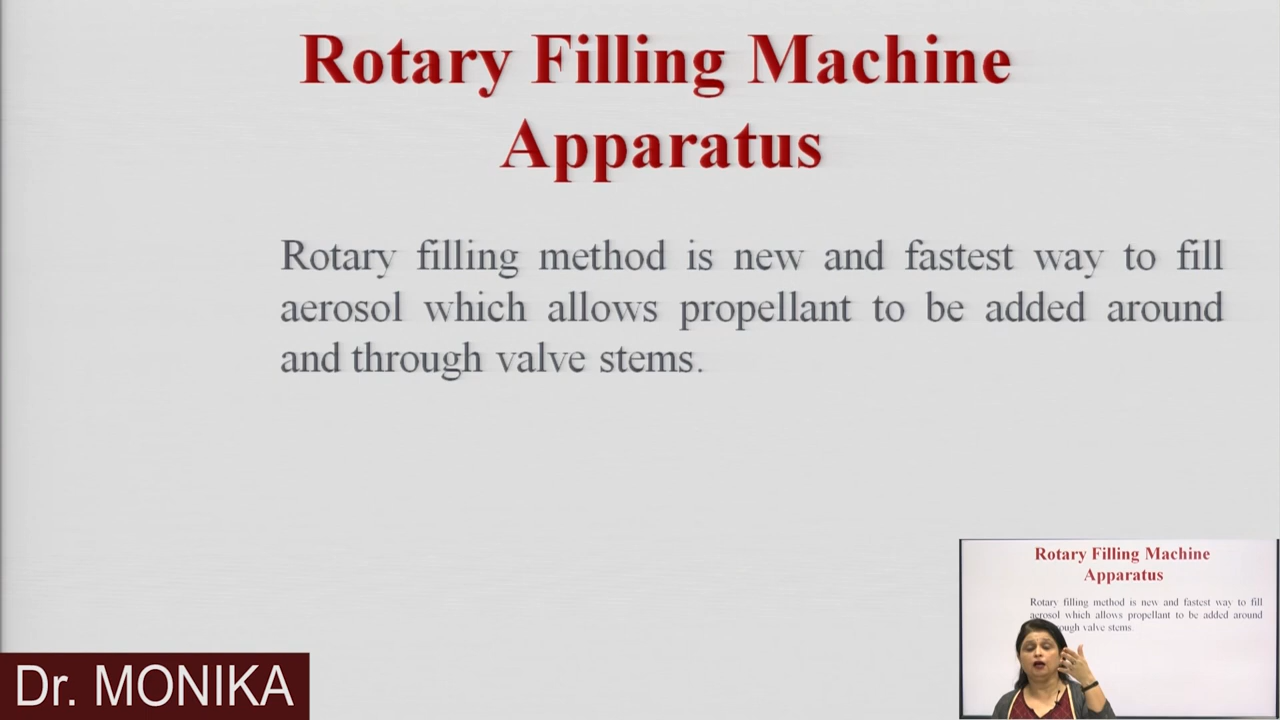 Rotary Filling Machine
Apparatus
Rotary filling method is new and fastest way to fill
aerosol which allows propellant to be added around
and through valve stems.
Dr. MONIKA
Rotary Filling Machine
Apparatus
Rotary filling method is new and fastest way to fill
aerosol which allows propellant to be added around
valve stems.